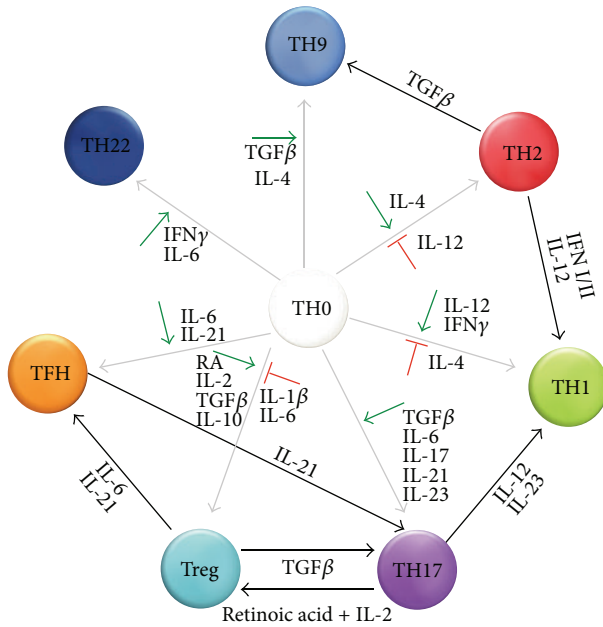 TH9
TGFβ
TH22
TH2
TGFβ
IL-4
IL-4
IL-12
IFNγ
IL-6
IFN I/II
IL-12
TH0
IL-12
IFNγ
IL-4
IL-6
IL-21
TFH
RA
IL-2
TGFβ
IL-10
IL-1β
IL-6
TH1
TGFβ
IL-6
IL-17
IL-21
IL-23
IL-21
IL-6
IL-21
IL-12
IL-23
Treg
TGFβ
TH17
Retinoic acid + IL-2